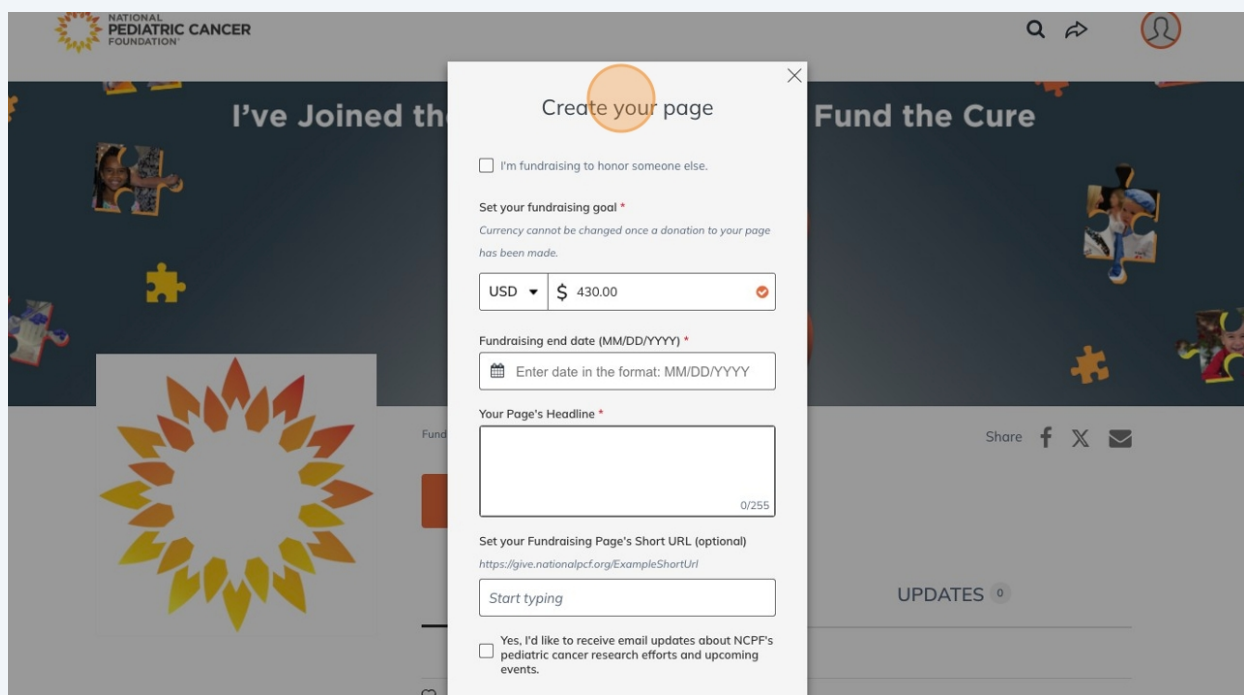 NATIONAL
PEDIATRIC CANCER
FOUNDATION
I've Joined th
Fund the Cure
Create your page
I'm fundraising to honor someone else.
Set your fundraising goal *
Currency cannot be changed once a donation to your page
has been made.
USD $ 430.00
Fundraising end date (MM/DD/YYYY) *
Enter date in the format: MM/DD/YYYY
Your Page's Headline *
0/255
Fund
Share
Set your Fundraising Page's Short URL (optional)
https://give.nationalpcf.org/ExampleShortUrl
Start typing
UPDATES 0
Yes, I'd like to receive email updates about NCPF's
pediatric cancer research efforts and upcoming
events.